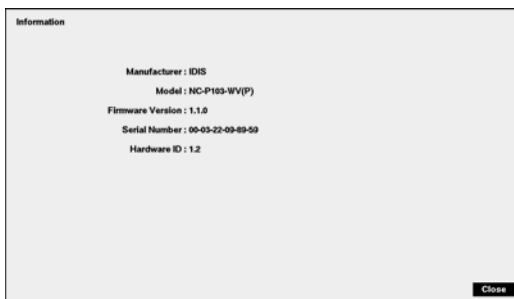 Information
Manufacturer : IDIS
Model : NC-P103-WV(P)
Firmware Version : 1.1.0
Serial Number : 00-03-22-09-89-59
Hardware ID : 1.2
Close